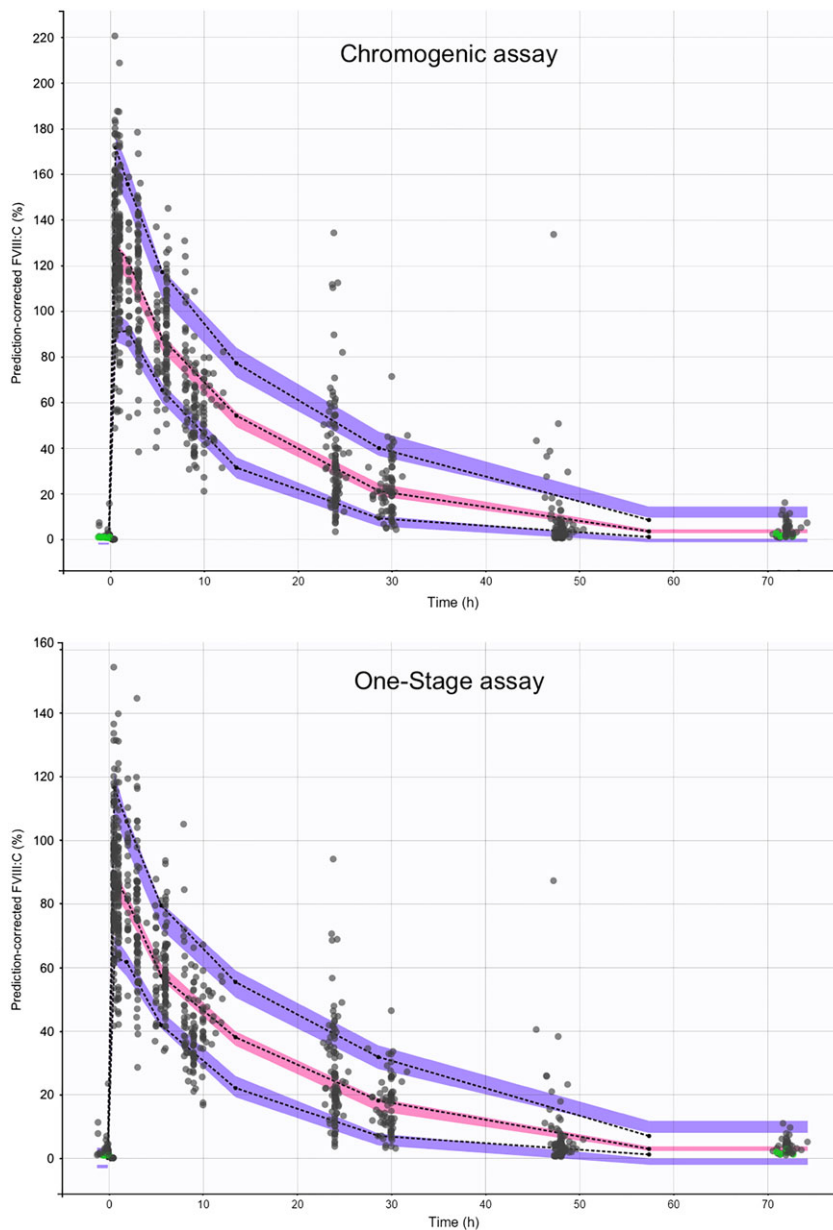 Chromogenic assay
Prediction-corrected FVIII:C (%)
220
200
180
160
140
120
100
80
60
40
20
0
0 10 20 30 40 50 60 70
Time (h)
One-Stage assay
Prediction-corrected FVIII:C (%)
160
140
120
100
80
60
40
20
0
0 10 20 30 40 50 60 70
Time (h)